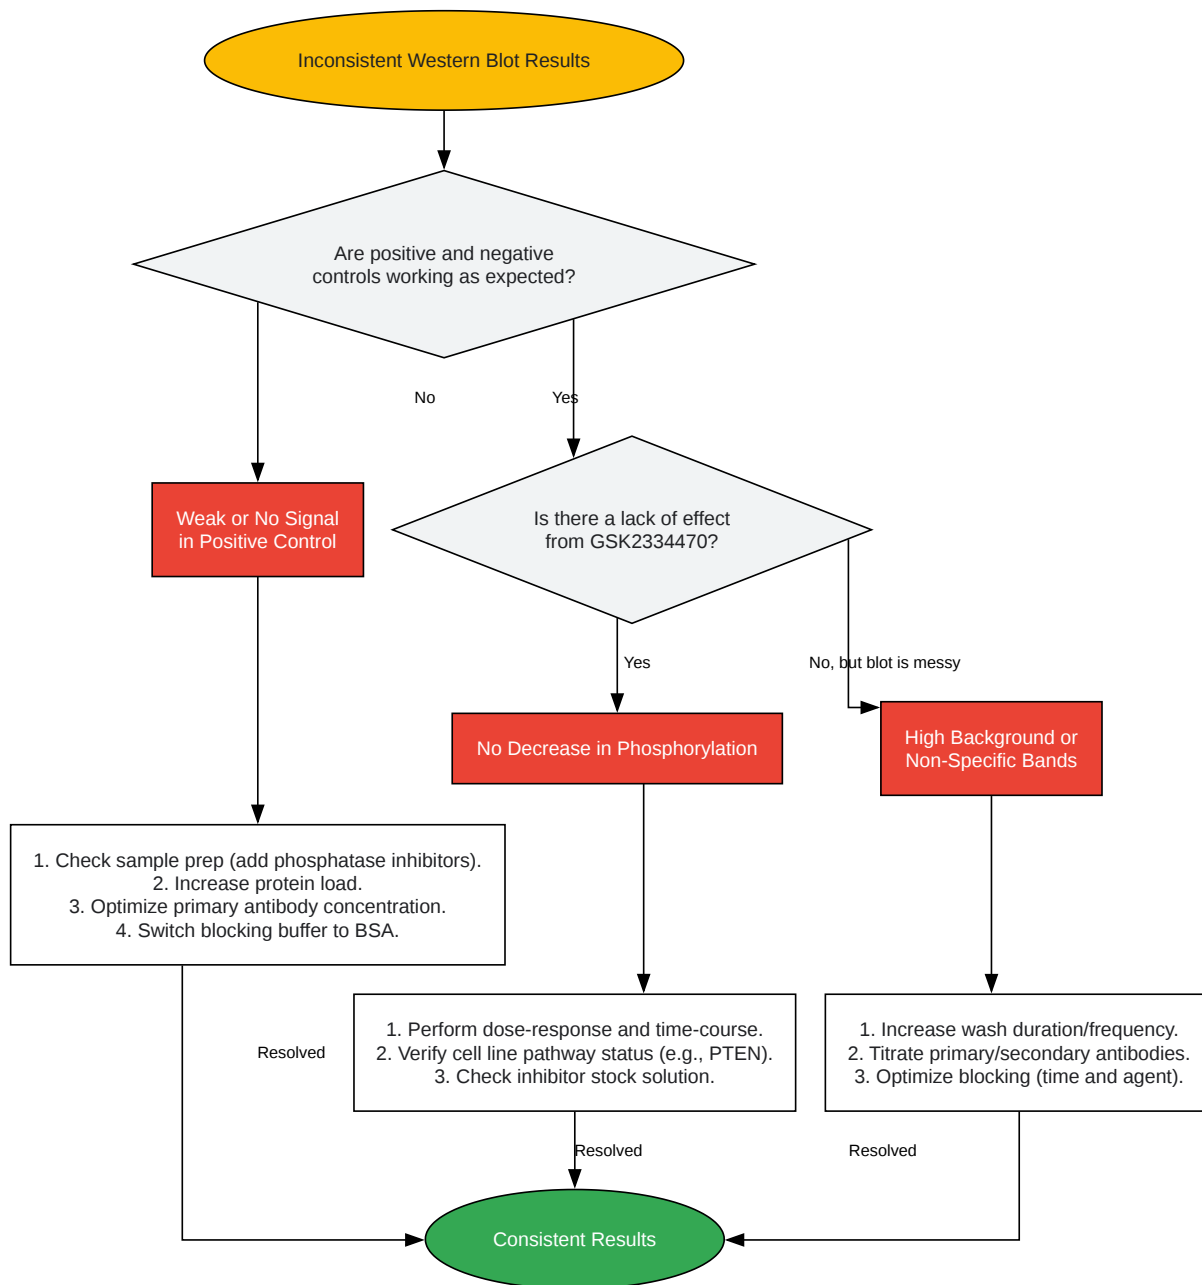 Inconsistent Western Blot Results
Are positive and negative
controls working as expected?
No
Yes
Weak or No Signal
in Positive Control
Is there a lack of effect
from GSK2334470?
Yes
No, but blot is messy
No Decrease in Phosphorylation
High Background or
Non-Specific Bands
1. Check sample prep (add phosphatase inhibitors).
2. Increase protein load.
3. Optimize primary antibody concentration.
4. Switch blocking buffer to BSA.
1. Perform dose-response and time-course.
2. Verify cell line pathway status (e.g., PTEN).
3. Check inhibitor stock solution.
1. Increase wash duration/frequency.
2. Titrate primary/secondary antibodies.
3. Optimize blocking (time and agent).
Resolved
Resolved
Resolved
Consistent Results